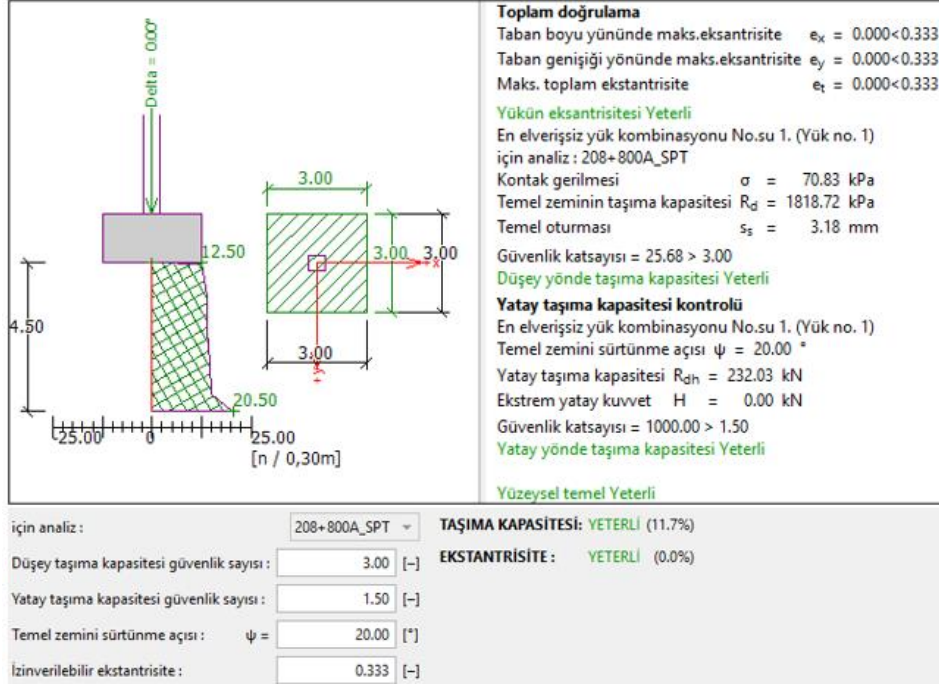 Delta = 0.00°
3.00
12.50
3.00
3.00
+x
4.50
3.00
+y
20.50
-25.00
0
25.00
[n / 0,30m]
Toplam doğrulama
Taban boyu yününde maks.eksantrisite ex = 0.000<0.333
Taban genişiği yönünde maks.eksantrisite ey = 0.000<0.333
Maks. toplam ekstantrisite et = 0.000<0.333
Yükün eksantrisitesi Yeterli
En elverişsiz yük kombinasyonu No.su 1. (Yük no. 1)
için analiz : 208+800A_SPT
Kontak gerilmesi σ = 70.83 kPa
Temel zeminin taşıma kapasitesi Rd = 1818.72 kPa
Temel oturması ss = 3.18 mm
Güvenlik katsayısı = 25.68 > 3.00
Düşey yönde taşıma kapasitesi Yeterli
Yatay taşıma kapasitesi kontrolü
En elverişsiz yük kombinasyonu No.su 1. (Yük no. 1)
Temel zemini sürtünme açısı ψ = 20.00 °
Yatay taşıma kapasitesi Rdh = 232.03 kN
Ekstrem yatay kuvvet H = 0.00 kN
Güvenlik katsayısı = 1000.00 > 1.50
Yatay yönde taşıma kapasitesi Yeterli
Yüzeysel temel Yeterli
için analiz : 208+800A_SPT
Düşey taşıma kapasitesi güvenlik sayısı : 3.00 [–]
Yatay taşıma kapasitesi güvenlik sayısı : 1.50 [–]
Temel zemini sürtünme açısı : ψ = 20.00 [°]
İzinverilebilir ekstantrisite : 0.333 [–]
TAŞIMA KAPASİTESİ: YETERLİ (11.7%)
EKSTANTRİSİTE : YETERLİ (0.0%)